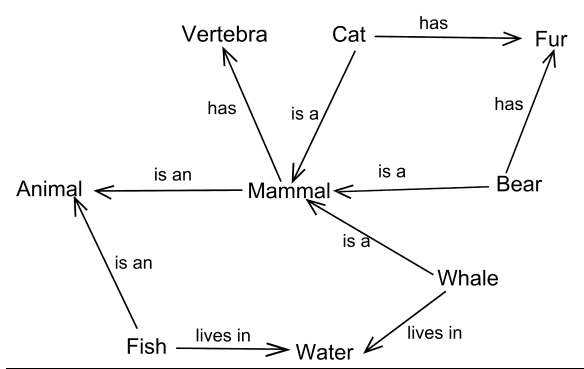 Vertebra
Cat
has
Fur
has
is a
has
Animal
is an
Mammal
is a
Bear
is an
is a
Whale
Fish
lives in
Water
lives in